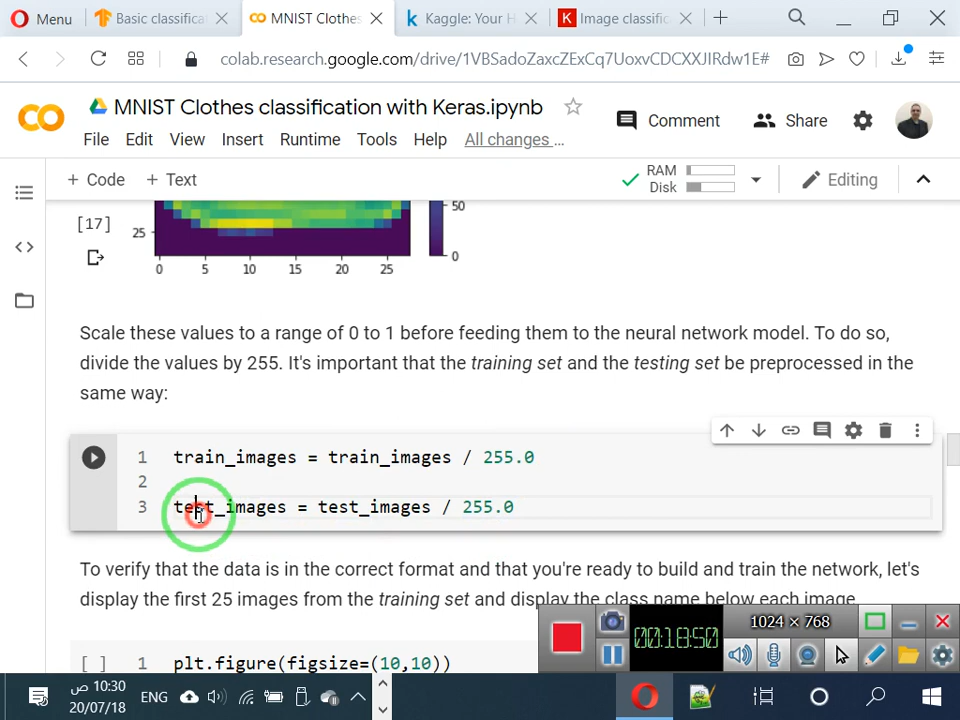 Menu
Basic classificat
MNIST Clothes
Kaggle: Your H
Image classific
colab.research.google.com/drive/1VBSadoZaxcZExCq7UoxvCDCXXJIRdwy1E#
MNIST Clothes classification with Keras.ipynb
Comment
Share
File Edit View Insert Runtime Tools Help All changes ...
+ Code + Text
RAM
Disk
Editing
50
[17]
25
0
0 5 10 15 20 25
Scale these values to a range of 0 to 1 before feeding them to the neural network model. To do so,
divide the values by 255. It's important that the training set and the testing set be preprocessed in the
same way:
1 train_images = train_images / 255.0
2
3 test_images = test_images / 255.0
To verify that the data is in the correct format and that you're ready to build and train the network, let's
display the first 25 images from the training set and display the class name below each image
[ ] 1 plt.figure(figsize=(10,10))
00:18:50
1024 × 768
10:30 ص
20/07/18
ENG